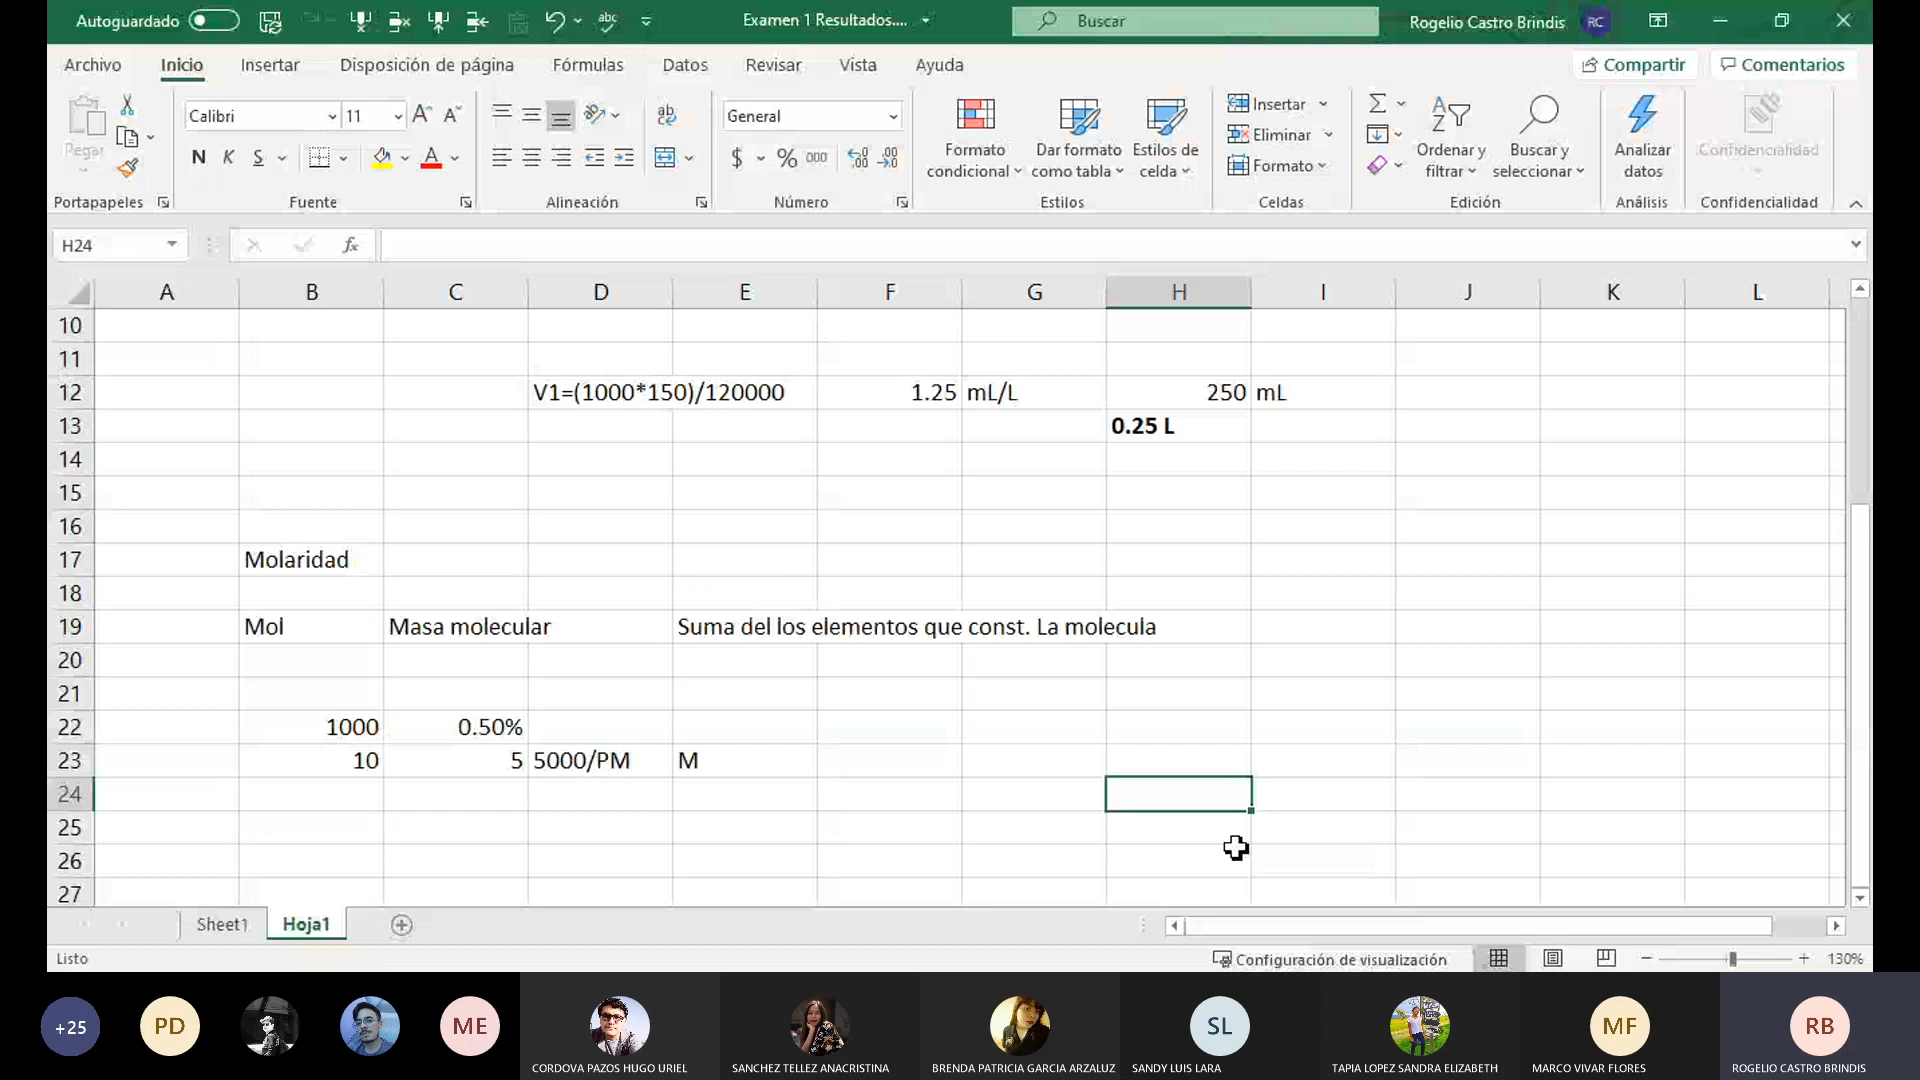 Autoguardado
Examen 1 Resultados....
Buscar
Rogelio Castro Brindis
RC
Archivo
Inicio
Insertar
Disposición de página
Fórmulas
Datos
Revisar
Vista
Ayuda
Compartir
Comentarios
Pegar
Calibri
11
N K S
General
$ % 000
Formato condicional
Dar formato como tabla
Estilos de celda
Insertar
Eliminar
Formato
Ordenar y filtrar
Buscar y seleccionar
Analizar datos
Confidencialidad
Portapapeles
Fuente
Alineación
Número
Estilos
Celdas
Edición
Análisis
Confidencialidad
H24
fx
A B C D E F G H I J K L
10
11
12 V1=(1000*150)/120000 1.25 mL/L 250 mL
13 0.25 L
14
15
16
17 Molaridad
18
19 Mol Masa molecular Suma del los elementos que const. La molecula
20
21
22 1000 0.50%
23 10 5 5000/PM M
24
25
26
27
Sheet1
Hoja1
Listo
Configuración de visualización
130%
+25
PD
ME
SL
MF
RB
CORDOVA PAZOS HUGO URIEL
SANCHEZ TELLEZ ANACRISTINA
BRENDA PATRICIA GARCIA ARZALUZ
SANDY LUIS LARA
TAPIA LOPEZ SANDRA ELIZABETH
MARCO VIVAR FLORES
ROGELIO CASTRO BRINDIS